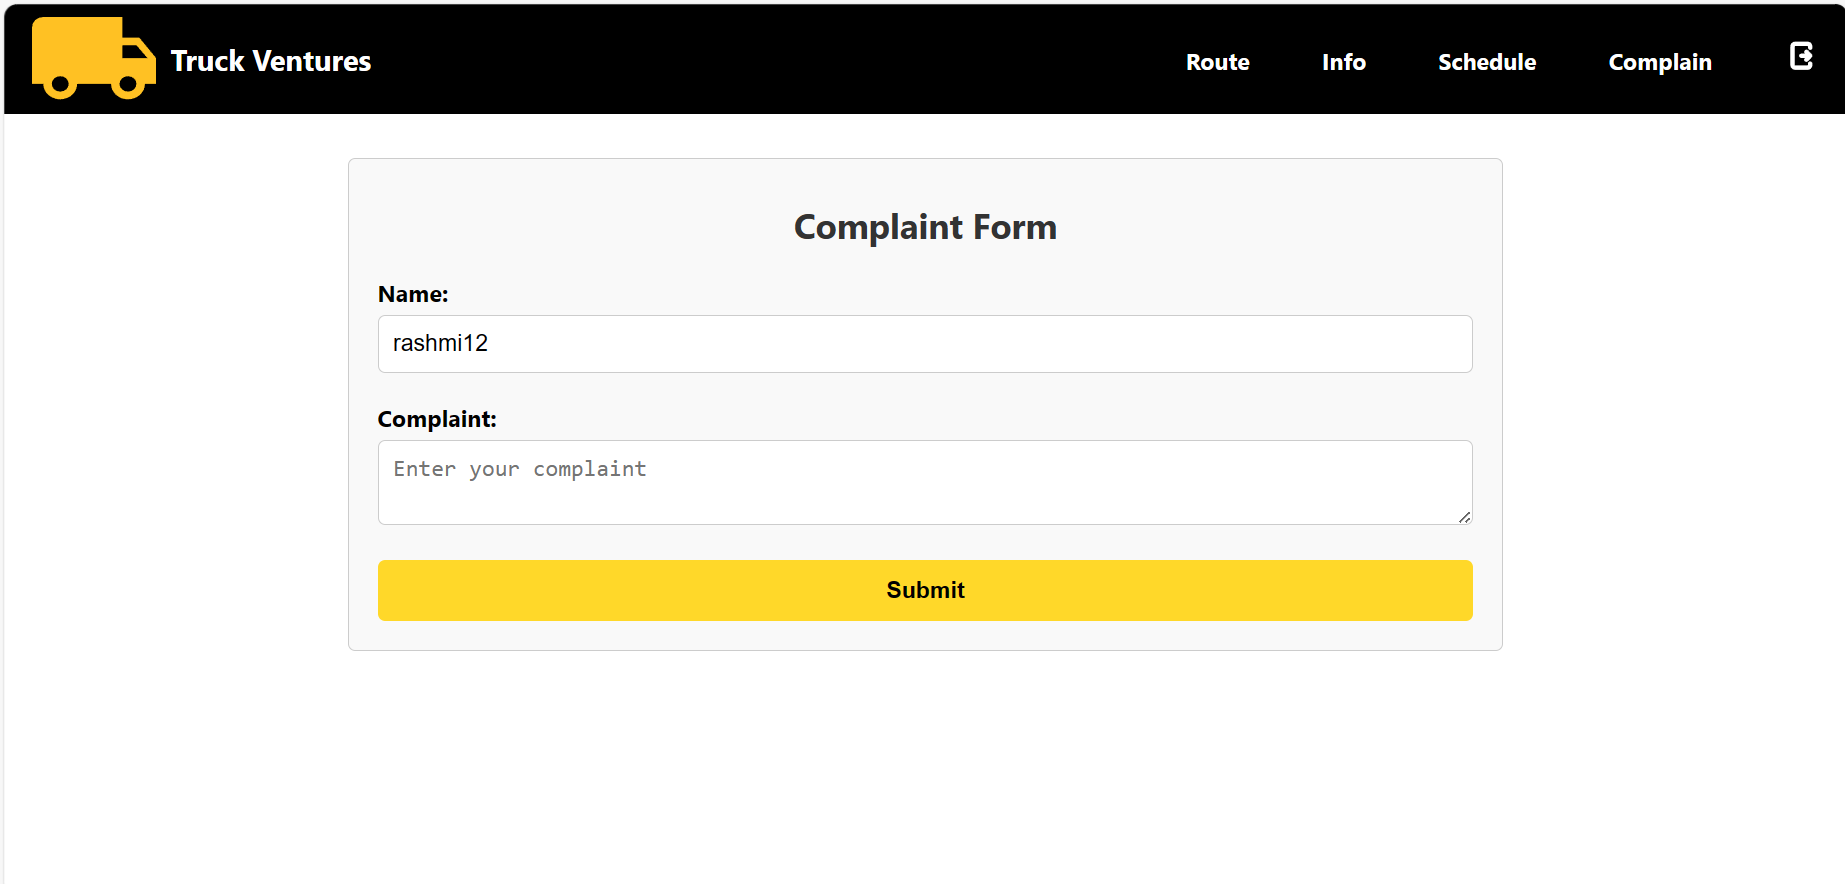 Truck Ventures
Route Info Schedule Complain
Complaint Form
Name:
rashmi12
Complaint:
Enter your complaint
Submit